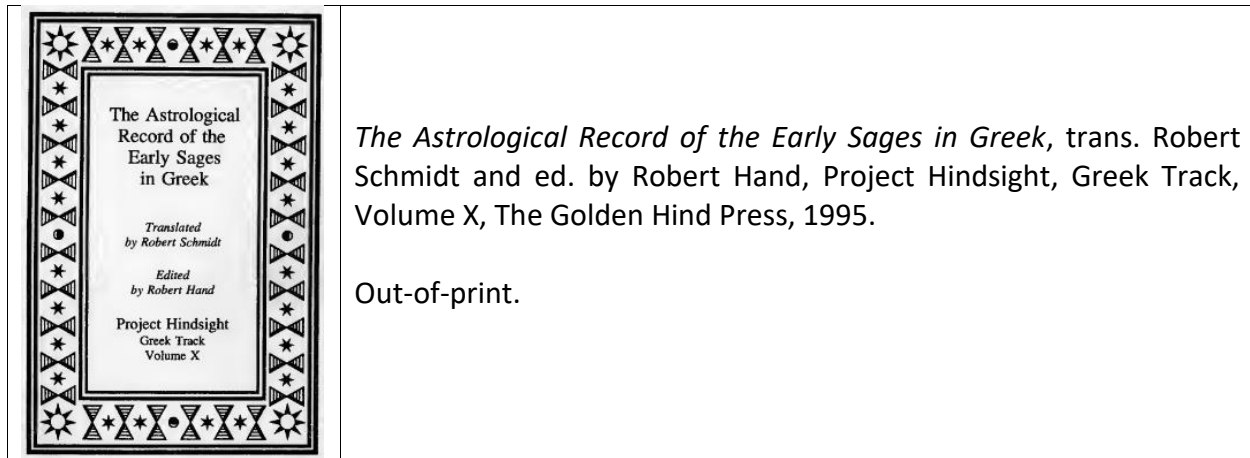 The Astrological
Record of the
Early Sages
in Greek
Translated
by Robert Schmidt
Edited
by Robert Hand
Project Hindsight
Greek Track
Volume X
The Astrological Record of the Early Sages in Greek, trans. Robert
Schmidt and ed. by Robert Hand, Project Hindsight, Greek Track,
Volume X, The Golden Hind Press, 1995.
Out-of-print.